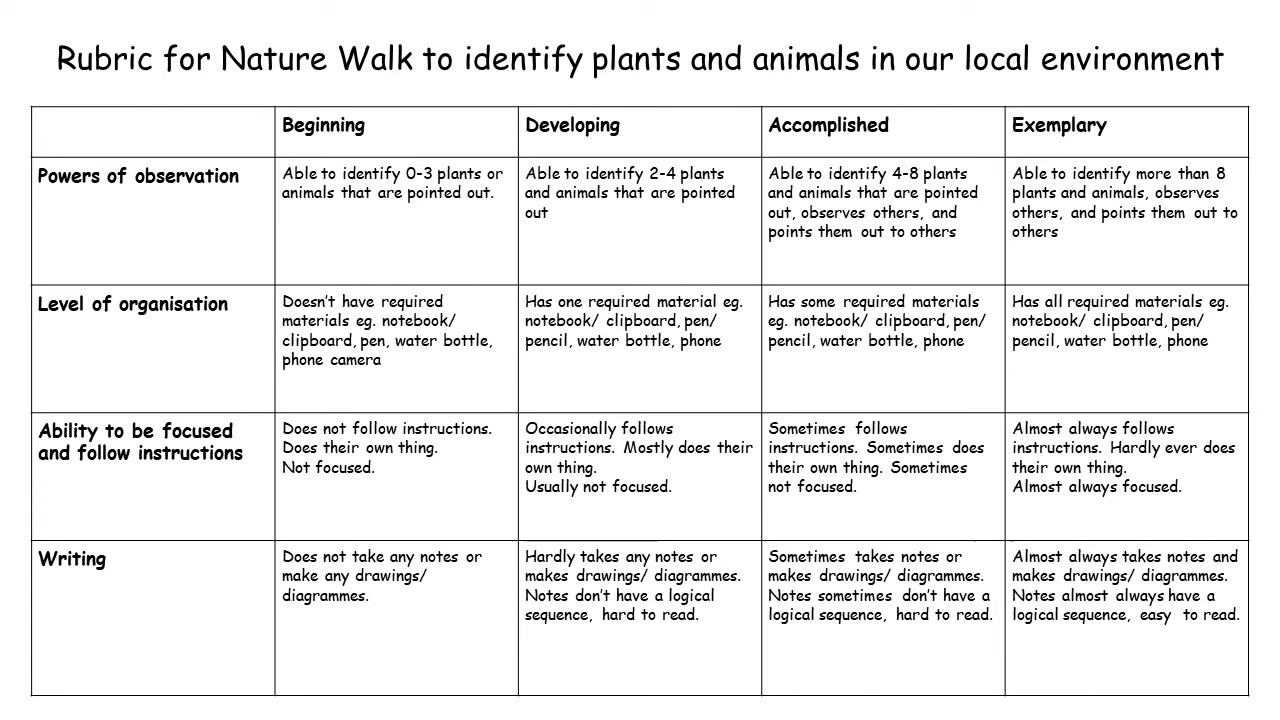 Rubric for Nature Walk to identify plants and animals in our local environment
Beginning
Developing
Accomplished
Exemplary
Powers of observation
Able to identify 0-3 plants or
animals that are pointed out.
Able to identify 2-4 plants
and animals that are pointed
out
Able to identify 4-8 plants
and animals that are pointed
out, observes others, and
points them out to others
Able to identify more than 8
plants and animals, observes
others, and points them out to
others
Level of organisation
Doesn't have required
materials eg. notebook/
clipboard, pen, water bottle,
phone camera
Has one required material eg.
notebook/ clipboard, pen/
pencil, water bottle, phone
Has some required materials
eg. notebook/ clipboard, pen/
pencil, water bottle, phone
Has all required materials eg.
notebook/ clipboard, pen/
pencil, water bottle, phone
Ability to be focused
and follow instructions
Does not follow instructions.
Does their own thing.
Not focused.
Occasionally follows
instructions. Mostly does their
own thing.
Usually not focused.
Sometimes follows
instructions. Sometimes does
their own thing. Sometimes
not focused.
Almost always follows
instructions. Hardly ever does
their own thing.
Almost always focused.
Writing
Does not take any notes or
make any drawings/
diagrammes.
Hardly takes any notes or
makes drawings/ diagrammes.
Notes don't have a logical
sequence, hard to read.
Sometimes takes notes or
makes drawings/ diagrammes.
Notes sometimes don't have a
logical sequence, hard to read.
Almost always takes notes and
makes drawings/ diagrammes.
Notes almost always have a
logical sequence, easy to read.